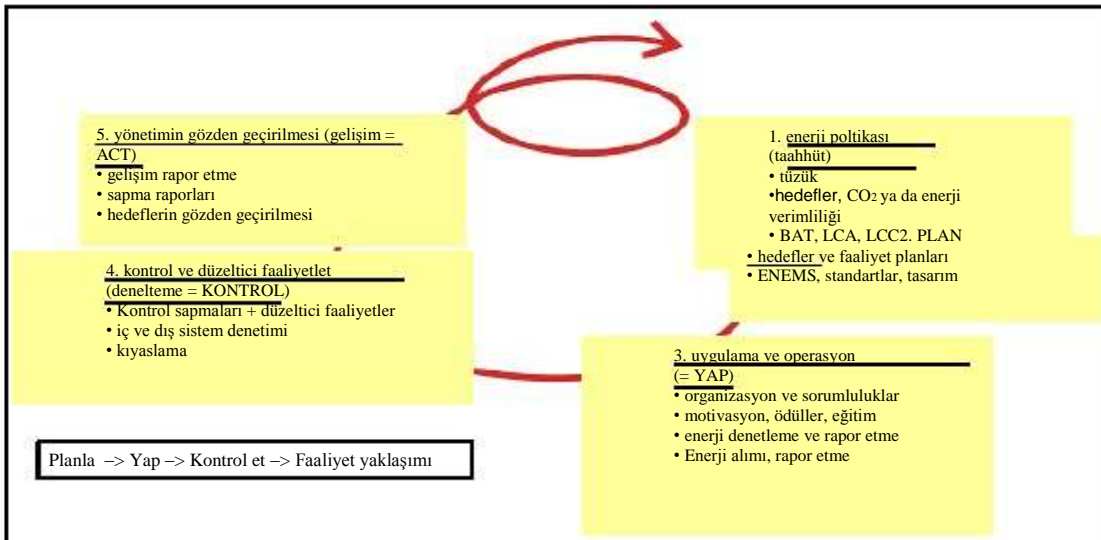 5. yönetimin gözden geçirilmesi (gelişim =
ACT)
• gelişim rapor etme
• sapma raporları
• hedeflerin gözden geçirilmesi
1. enerji poltikası
(taahhüt)
• tüzük
•hedefler, CO2 ya da enerji
verimliliği
• BAT, LCA, LCC2. PLAN
• hedefler ve faaliyet planları
• ENEMS, standartlar, tasarım
4. kontrol ve düzeltici faaliyetlet
(denelteme = KONTROL)
• Kontrol sapmaları + düzeltici faaliyetler
• iç ve dış sistem denetimi
• kıyaslama
3. uygulama ve operasyon
(= YAP)
• organizasyon ve sorumluluklar
• motivasyon, ödüller, eğitim
• enerji denetleme ve rapor etme
• Enerji alımı, rapor etme
Planla –> Yap –> Kontrol et –> Faaliyet yaklaşımı